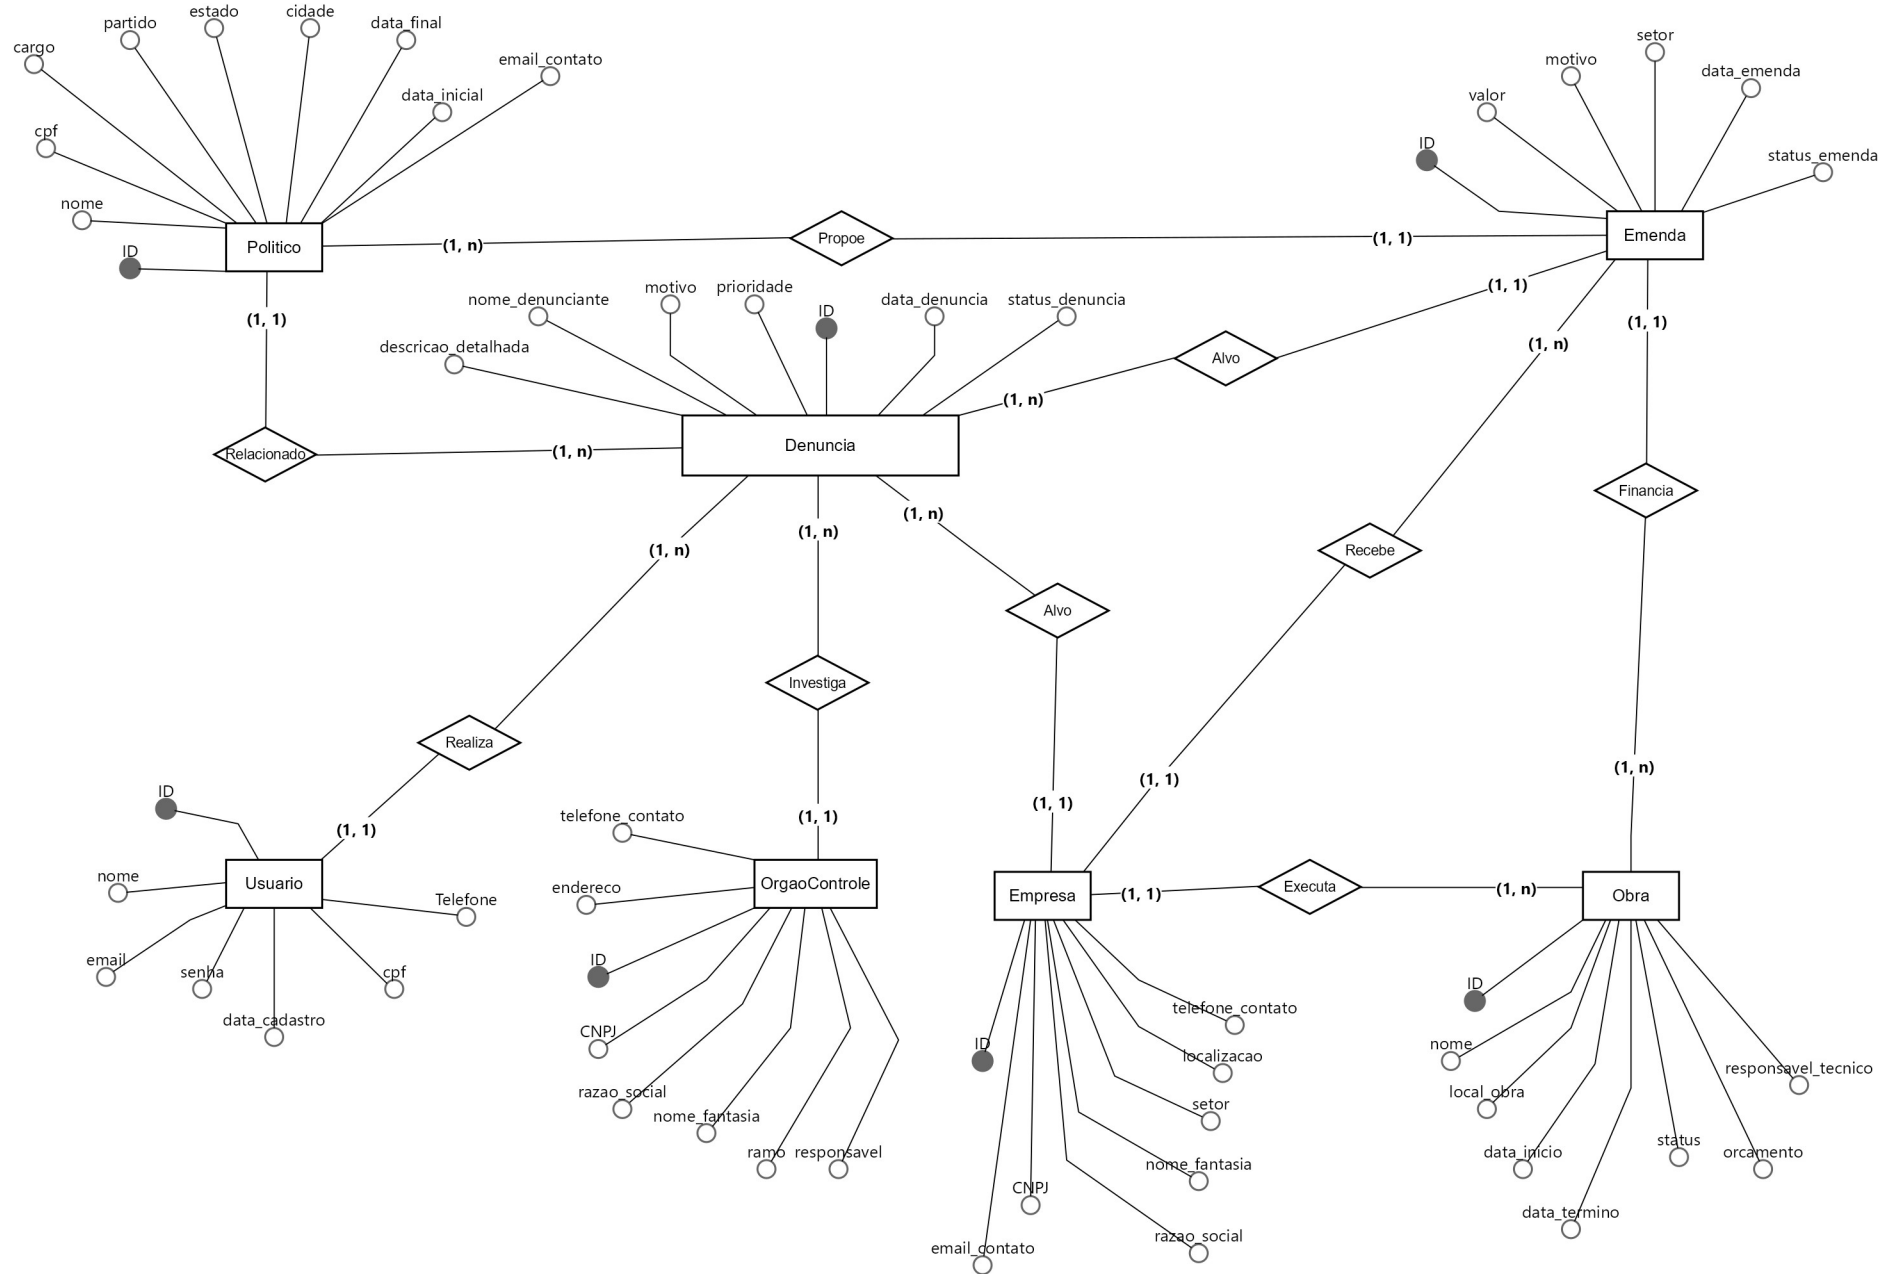 estado
cidade
partido
data_final
cargo
email_contato
data_inicial
cpf
nome
ID
Politico
(1, n)
Propoe
(1, 1)
setor
motivo
data_emenda
valor
ID
status_emenda
Emenda
(1, 1)
Relacionado
(1, n)
nome_denunciante
motivo
prioridade
ID
data_denuncia
status_denuncia
descricao_detalhada
Denuncia
(1, n)
Alvo
(1, 1)
(1, n)
Recebe
(1, 1)
(1, 1)
Financia
(1, n)
(1, n)
Realiza
(1, 1)
(1, n)
Investiga
(1, 1)
(1, n)
Alvo
(1, 1)
ID
Usuario
nome
Telefone
email
senha
cpf
data_cadastro
telefone_contato
endereco
OrgaoControle
ID
CNPJ
razao_social
nome_fantasia
ramo
responsavel
Empresa
(1, 1)
Executa
(1, n)
Obra
telefone_contato
ID
localizacao
setor
nome_fantasia
CNPJ
razao_social
email_contato
ID
nome
responsavel_tecnico
local_obra
status
data_inicio
orcamento
data_termino